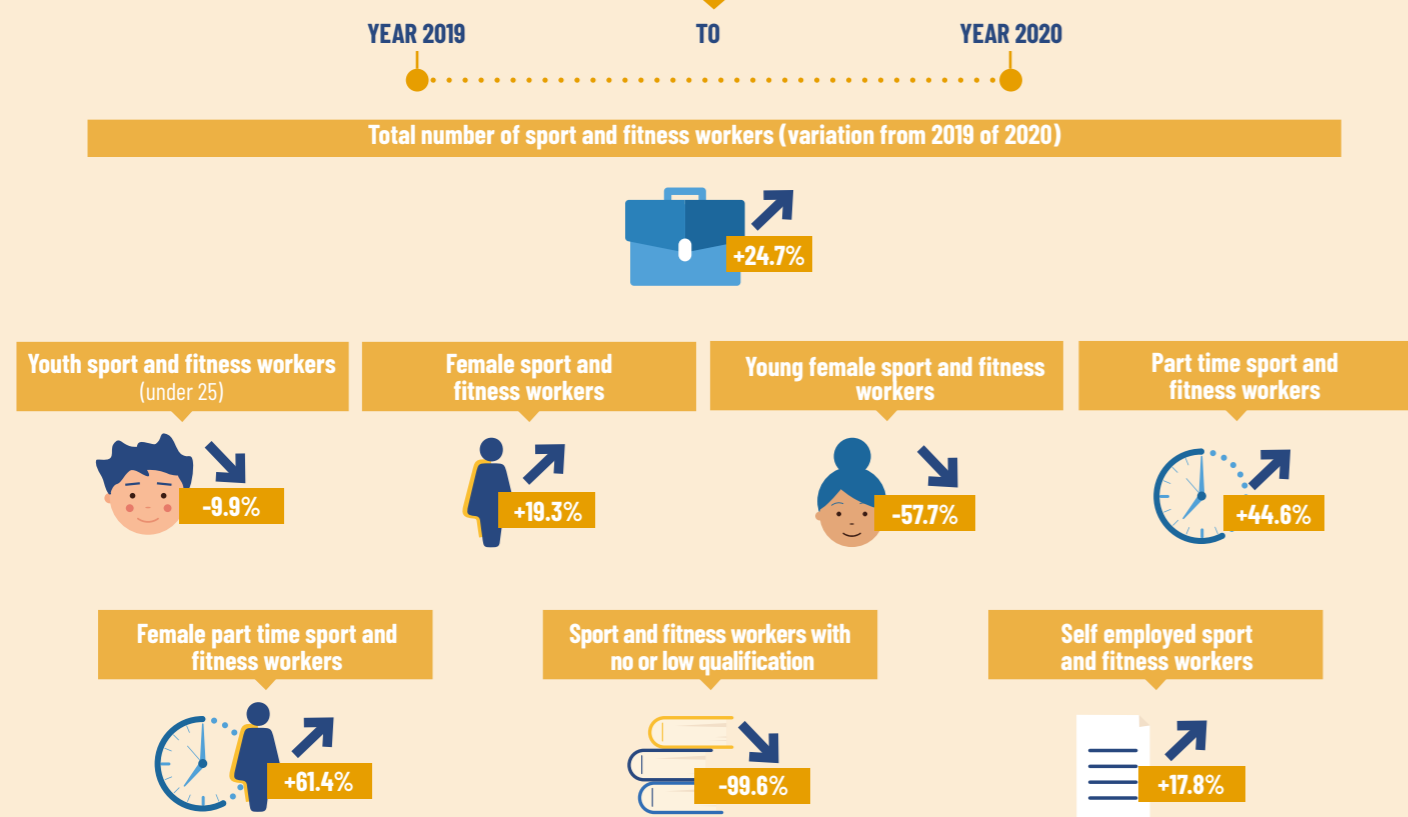 YEAR 2019
TO
YEAR 2020
Total number of sport and fitness workers (variation from 2019 of 2020)
+24.7%
Youth sport and fitness workers
(under 25)
-9.9%
Female sport and
fitness workers
+19.3%
Young female sport and fitness
workers
-57.7%
Part time sport and
fitness workers
+44.6%
Female part time sport and
fitness workers
+61.4%
Sport and fitness workers with
no or low qualification
-99.6%
Self employed sport
and fitness workers
+17.8%